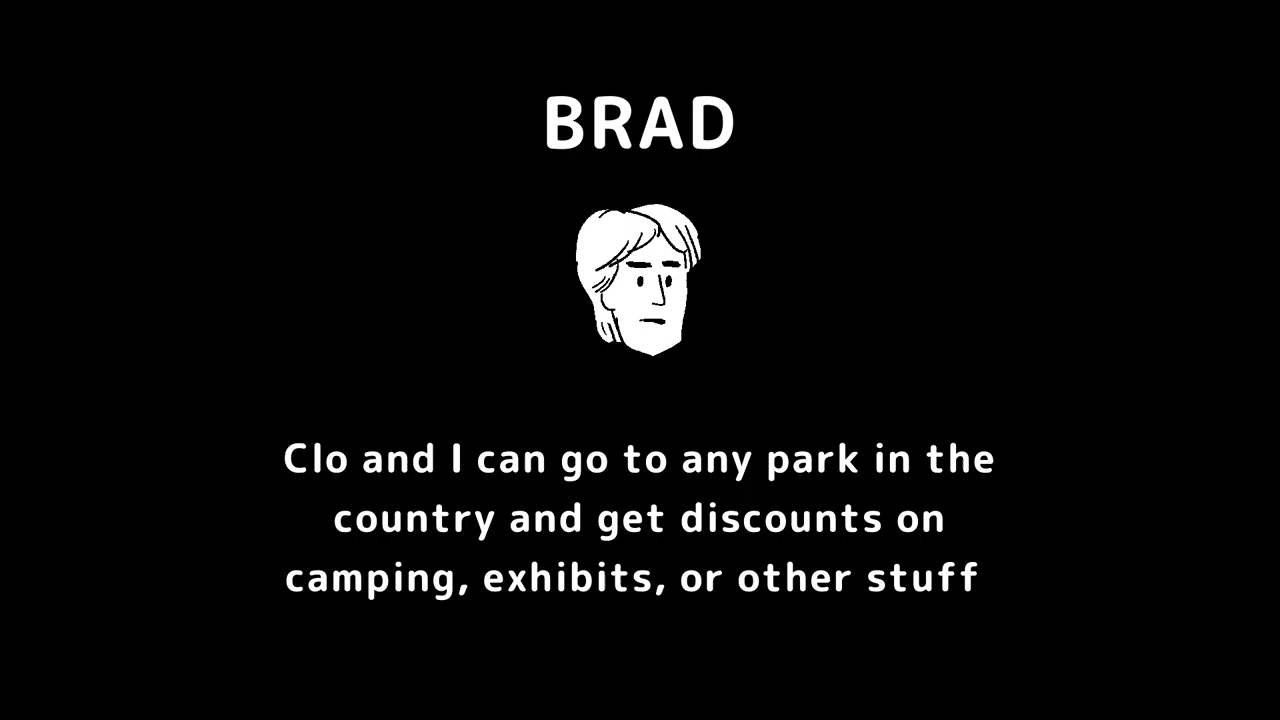 BRAD
Clo and I can go to any park in the
country and get discounts on
camping, exhibits, or other stuff